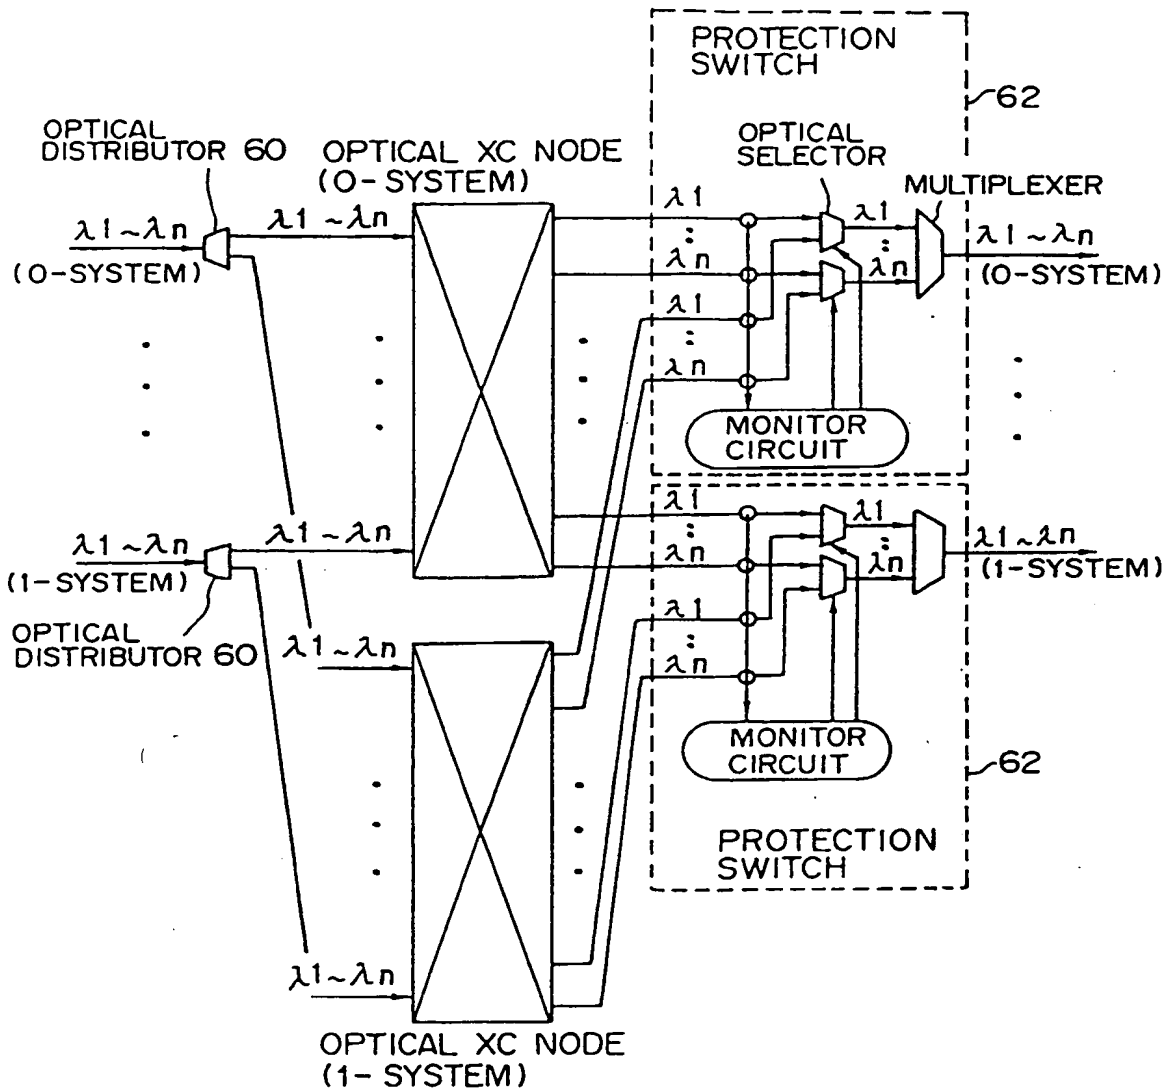 PROTECTION
SWITCH
62
OPTICAL
DISTRIBUTOR 60
OPTICAL XC NODE
(0-SYSTEM)
OPTICAL
SELECTOR
MULTIPLEXER
λ1~λn
(0-SYSTEM)
λ1~λn
λ1
λn
λ1
λn
λ1
λn
λ1~λn
(0-SYSTEM)
MONITOR
CIRCUIT
λ1~λn
(1-SYSTEM)
λ1~λn
OPTICAL
DISTRIBUTOR 60
λ1
λn
λ1
λn
λ1
λn
λ1~λn
(1-SYSTEM)
λ1~λn
MONITOR
CIRCUIT
62
PROTECTION
SWITCH
λ1~λn
OPTICAL XC NODE
(1-SYSTEM)